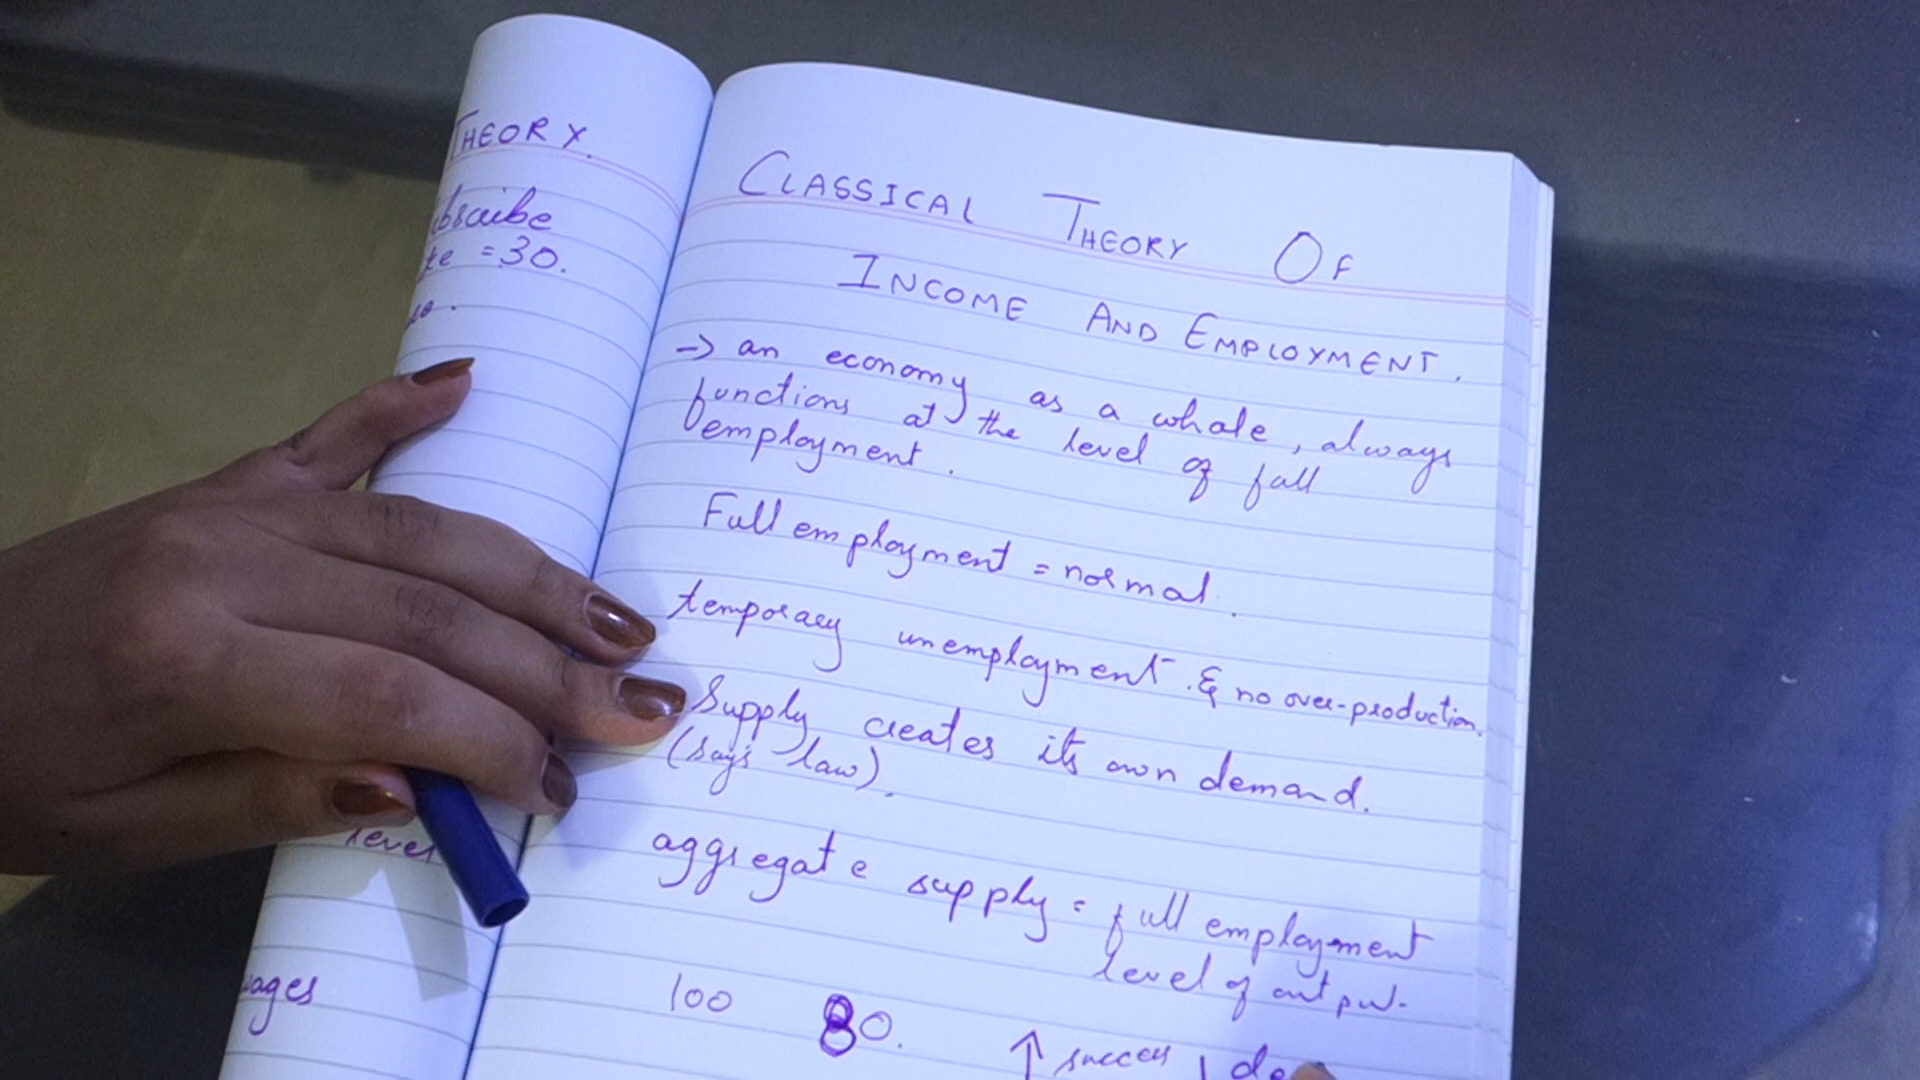 THEORY.
= 30.
level
wages
CLASSICAL THEORY OF
INCOME AND EMPLOYMENT.
-> an economy as a whole, always
functions at the level of full
employment.
Full employment = normal.
temporary unemployment. & no over-production.
Supply creates its own demand.
(say's law).
aggregate supply = full employment
level of output.
100 80.
↑ success ↓